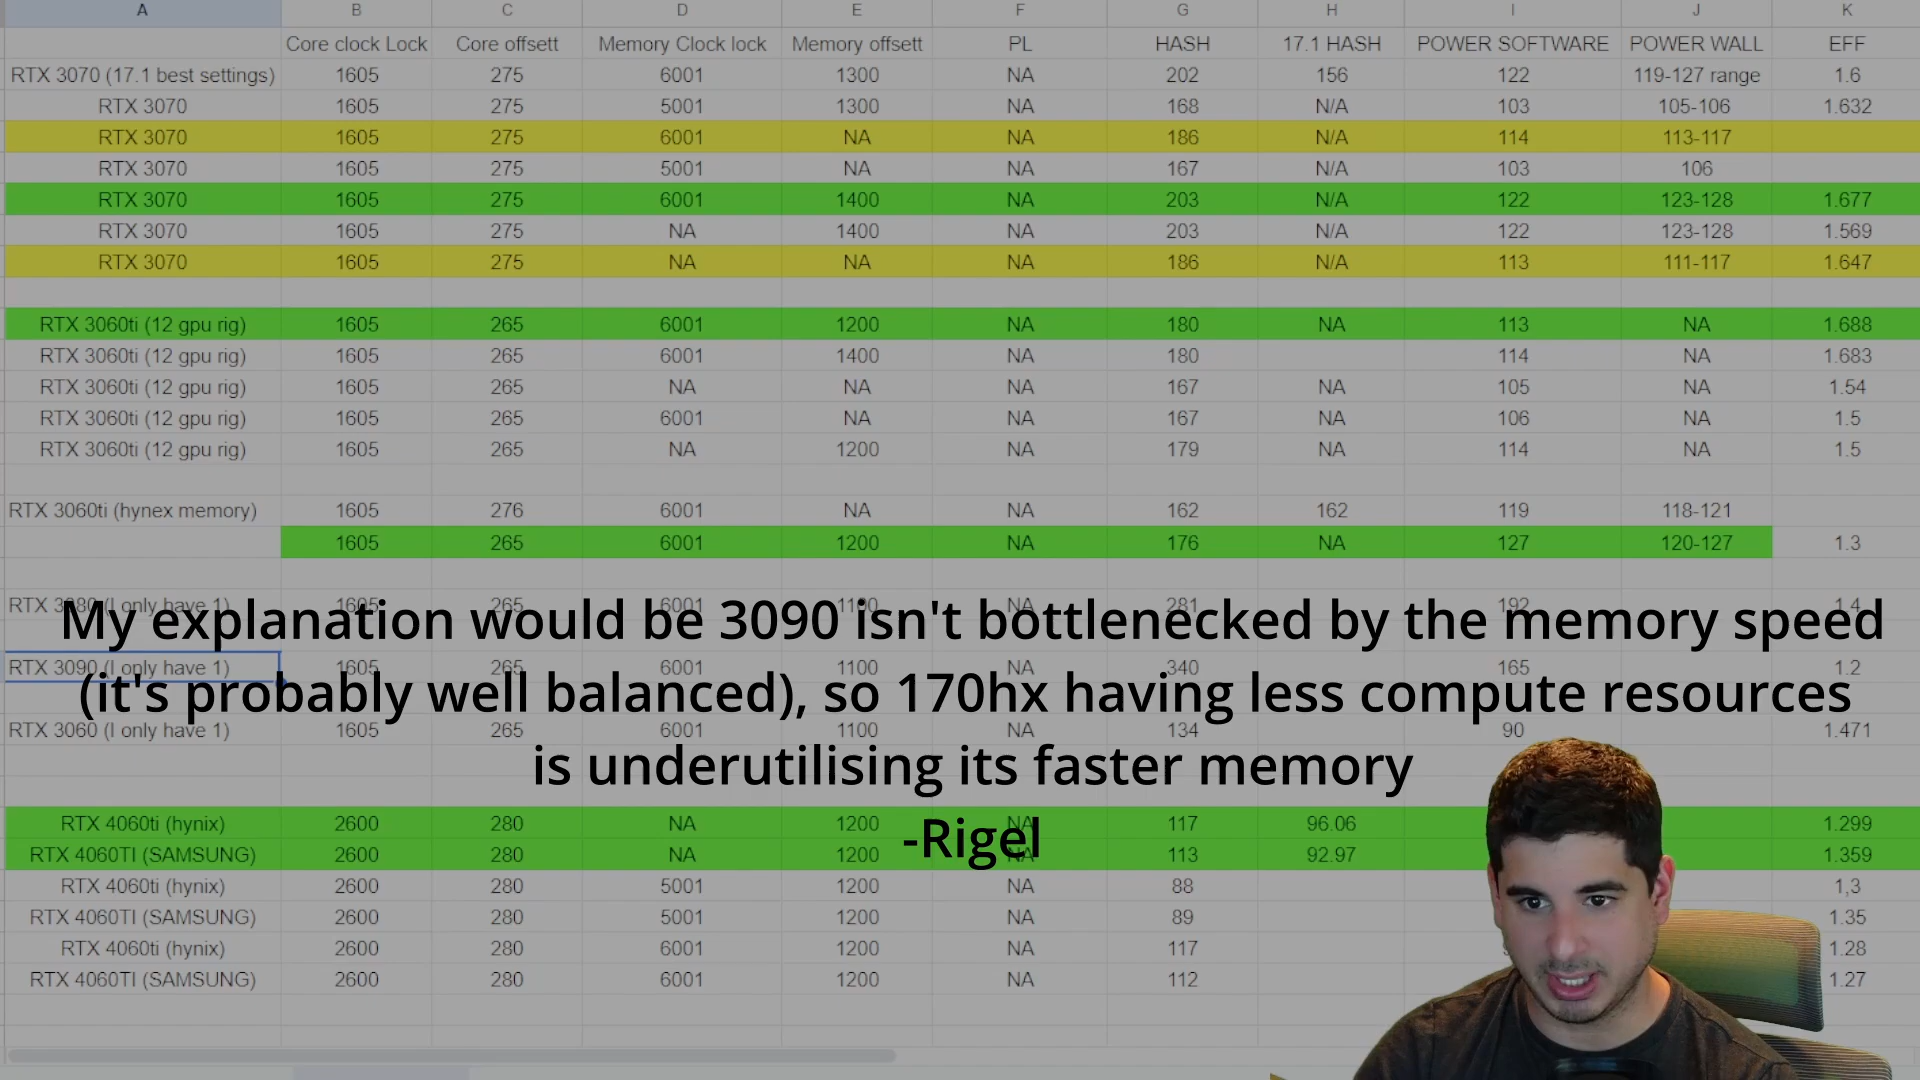 A B C D E F G H I J K
Core clock Lock Core offsett Memory Clock lock Memory offsett PL HASH 17.1 HASH POWER SOFTWARE POWER WALL EFF
RTX 3070 (17.1 best settings) 1605 275 6001 1300 NA 202 156 122 119-127 range 1.6
RTX 3070 1605 275 5001 1300 NA 168 N/A 103 105-106 1.632
RTX 3070 1605 275 6001 NA NA 186 N/A 114 113-117
RTX 3070 1605 275 5001 NA NA 167 N/A 103 106
RTX 3070 1605 275 6001 1400 NA 203 N/A 122 123-128 1.677
RTX 3070 1605 275 NA 1400 NA 203 N/A 122 123-128 1.569
RTX 3070 1605 275 NA NA NA 186 N/A 113 111-117 1.647
RTX 3060ti (12 gpu rig) 1605 265 6001 1200 NA 180 NA 113 NA 1.688
RTX 3060ti (12 gpu rig) 1605 265 6001 1400 NA 180 114 NA 1.683
RTX 3060ti (12 gpu rig) 1605 265 NA NA NA 167 NA 105 NA 1.54
RTX 3060ti (12 gpu rig) 1605 265 6001 NA NA 167 NA 106 NA 1.5
RTX 3060ti (12 gpu rig) 1605 265 NA 1200 NA 179 NA 114 NA 1.5
RTX 3060ti (hynex memory) 1605 276 6001 NA NA 162 162 119 118-121
1605 265 6001 1200 NA 176 NA 127 120-127 1.3
RTX 3080 (I only have 1) 1605 265 6001 1100 NA 281 192 1.4
My explanation would be 3090 isn't bottlenecked by the memory speed
RTX 3090 (I only have 1) 1605 265 6001 1100 NA 340 165 1.2
(it's probably well balanced), so 170hx having less compute resources
RTX 3060 (I only have 1) 1605 265 6001 1100 NA 134 90 1.471
is underutilising its faster memory
RTX 4060ti (hynix) 2600 280 NA 1200 NA 117 96.06 1.299
-Rigel
RTX 4060TI (SAMSUNG) 2600 280 NA 1200 NA 113 92.97 1.359
RTX 4060ti (hynix) 2600 280 5001 1200 NA 88 1,3
RTX 4060TI (SAMSUNG) 2600 280 5001 1200 NA 89 1.35
RTX 4060ti (hynix) 2600 280 6001 1200 NA 117 1.28
RTX 4060TI (SAMSUNG) 2600 280 6001 1200 NA 112 1.27